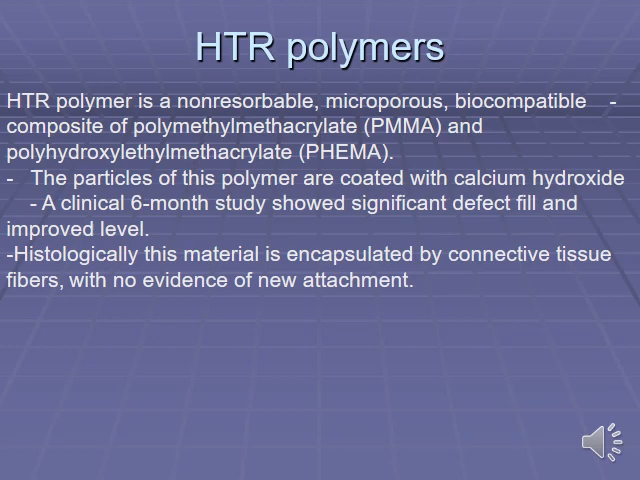 HTR polymers
HTR polymer is a nonresorbable, microporous, biocompatible -
composite of polymethylmethacrylate (PMMA) and
polyhydroxylethylmethacrylate (PHEMA).
- The particles of this polymer are coated with calcium hydroxide
- A clinical 6-month study showed significant defect fill and
improved level.
-Histologically this material is encapsulated by connective tissue
fibers, with no evidence of new attachment.